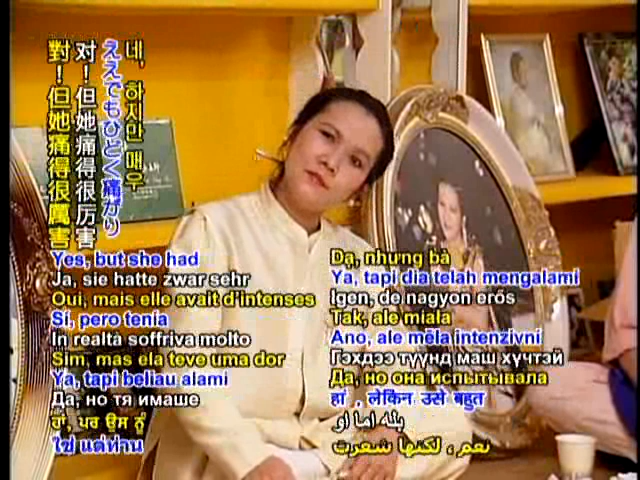 對！但她痛得很厲害
对！但她痛得很厉害
ええでもひどく痛がり
네, 하지만 매우
Yes, but she had
Ja, sie hatte zwar sehr
Oui, mais elle avait d'intenses
Sí, pero tenía
In realtà soffriva molto
Sim, mas ela teve uma dor
Ya, tapi beliau alami
Да, но тя имаше
ਹਾਂ, ਪਰ ਉਸ ਨੂੰ
ใช่ แต่ท่าน
Dạ, nhưng bà
Ya, tapi dia telah mengalami
Igen, de nagyon erős
Tak, ale miała
Ano, ale měla intenzivní
Гэхдээ түүнд маш хүчтэй
Да, но она испытывала
हां , लेकिन उसे बहुत
بله اما او
نعم ، لكنها شعرت